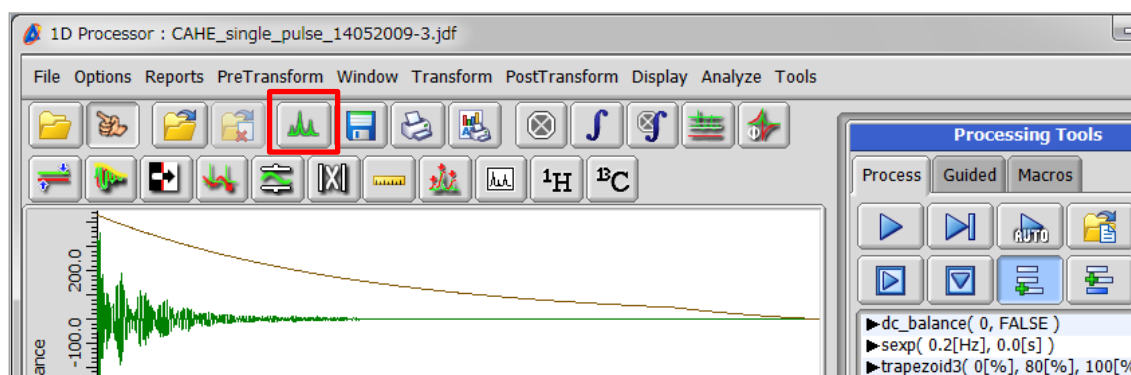 1D Processor : CAHE_single_pulse_14052009-3.jdf
File Options Reports PreTransform Window Transform PostTransform Display Analyze Tools
Processing Tools
Process Guided Macros
1H 13C
AUTO
200.0
-100.0
ance
dc_balance( 0, FALSE )
sexp( 0.2[Hz], 0.0[s] )
trapezoid3( 0[%], 80[%], 100[%